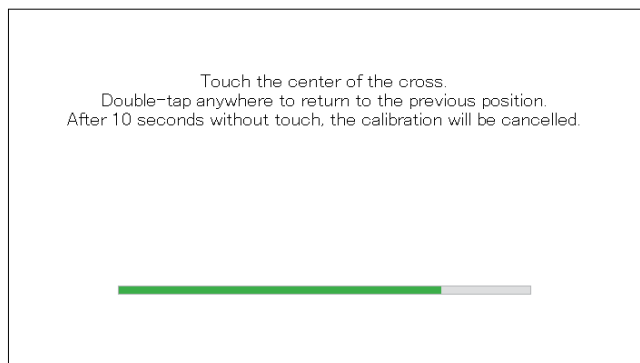 Touch the center of the cross.
Double-tap anywhere to return to the previous position.
After 10 seconds without touch, the calibration will be cancelled.